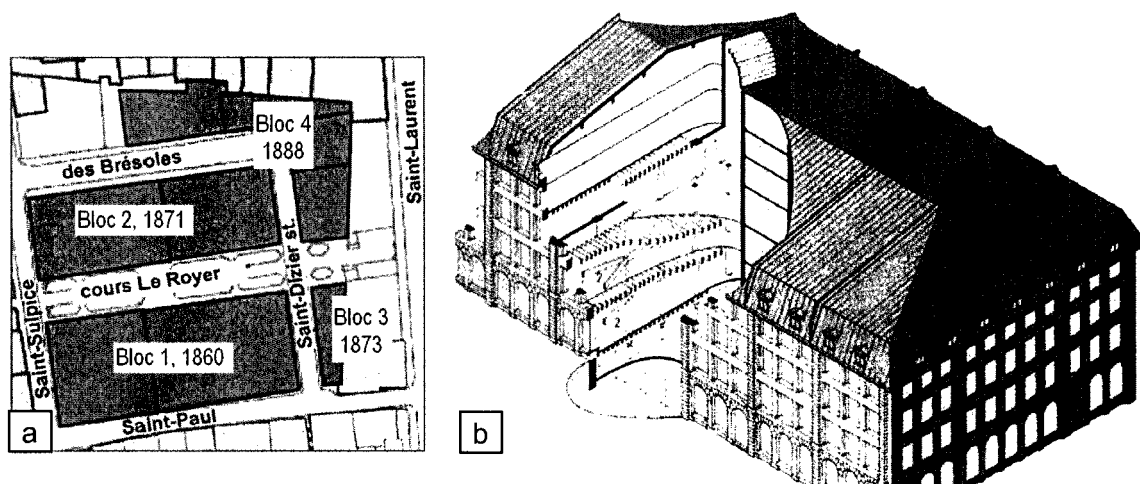 Bloc 4
1888
des Brésoles
Saint-Laurent
Bloc 2, 1871
Saint-Dizier st.
cours Le Royer
Saint-Sulpice
Bloc 3
1873
Bloc 1, 1860
Saint-Paul
a
b